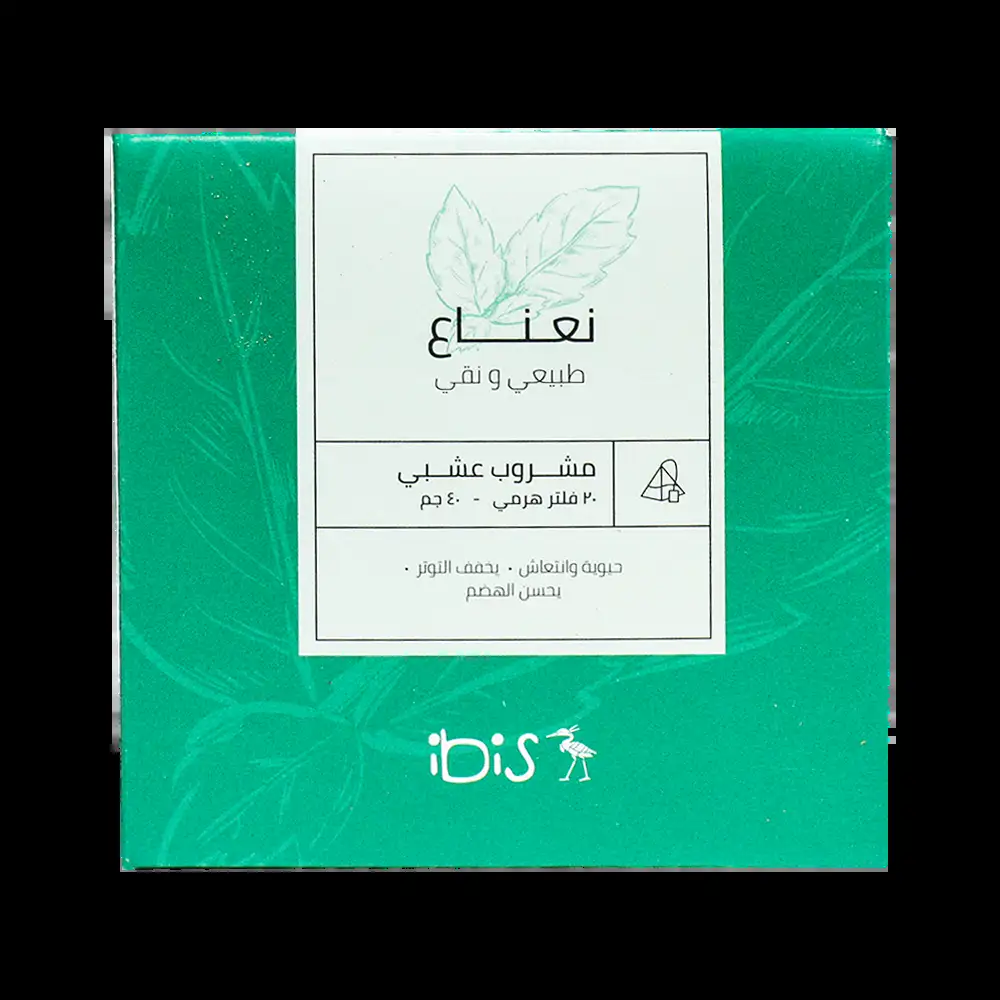 نعناع
طبيعي و نقي
مشروب عشبي
٢٠ فلتر هرمي - ٤٠ جم
حيوية وانتعاش • يخفف التوتر •
يحسن الهضم
ibis